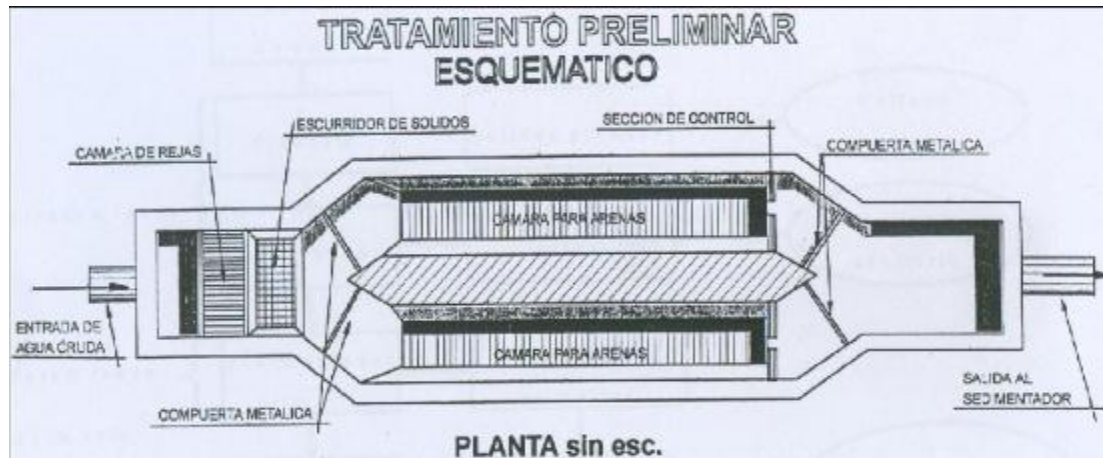 TRATAMIENTO PRELIMINAR
ESQUEMATICO
ESCURRIDOR DE SOLIDOS
SECCION DE CONTROL
CAMARA DE REJAS
COMPUERTA METALICA
CAMARA PARA ARENAS
ENTRADA DE
AGUA CRUDA
CAMARA PARA ARENAS
SALIDA AL
SEDIMENTADOR
COMPUERTA METALICA
PLANTA sin esc.